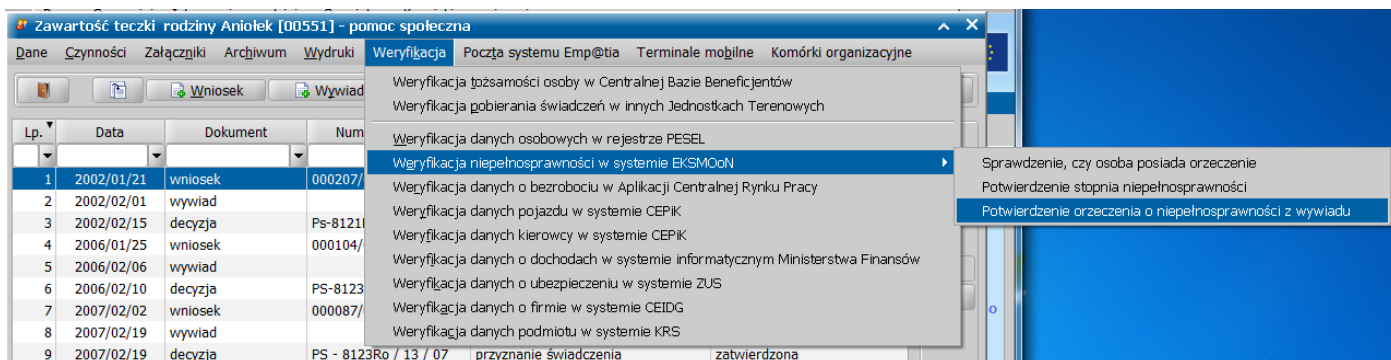 Zawartość teczki rodziny Aniołek [00551] - pomoc społeczna
Dane Czynności Załączniki Archiwum Wydruki Weryfikacja Poczta systemu Emp@tia Terminale mobilne Komórki organizacyjne
Wniosek Wywiad
Weryfikacja tożsamości osoby w Centralnej Bazie Beneficjentów
Weryfikacja pobierania świadczeń w innych Jednostkach Terenowych
Weryfikacja danych osobowych w rejestrze PESEL
Weryfikacja niepełnosprawności w systemie EKSMOoN
Weryfikacja danych o bezrobociu w Aplikacji Centralnej Rynku Pracy
Weryfikacja danych pojazdu w systemie CEPiK
Weryfikacja danych kierowcy w systemie CEPiK
Weryfikacja danych o dochodach w systemie informatycznym Ministerstwa Finansów
Weryfikacja danych o ubezpieczeniu w systemie ZUS
Weryfikacja danych o firmie w systemie CEIDG
Weryfikacja danych podmiotu w systemie KRS
Sprawdzenie, czy osoba posiada orzeczenie
Potwierdzenie stopnia niepełnosprawności
Potwierdzenie orzeczenia o niepełnosprawności z wywiadu
Lp. Data Dokument Num
1 2002/01/21 wniosek 000207/
2 2002/02/01 wywiad
3 2002/02/15 decyzja Ps-8121
4 2006/01/25 wniosek 000104/
5 2006/02/06 wywiad
6 2006/02/10 decyzja PS-8123
7 2007/02/02 wniosek 000087/
8 2007/02/19 wywiad
9 2007/02/19 decyzja PS - 8123Ro / 13 / 07 przyznanie świadczenia zatwierdzona